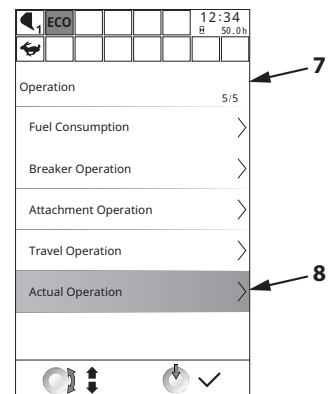 1 ECO 12:34
50.0h
7
Operation
5/5
Fuel Consumption
Breaker Operation
Attachment Operation
Travel Operation
Actual Operation
8